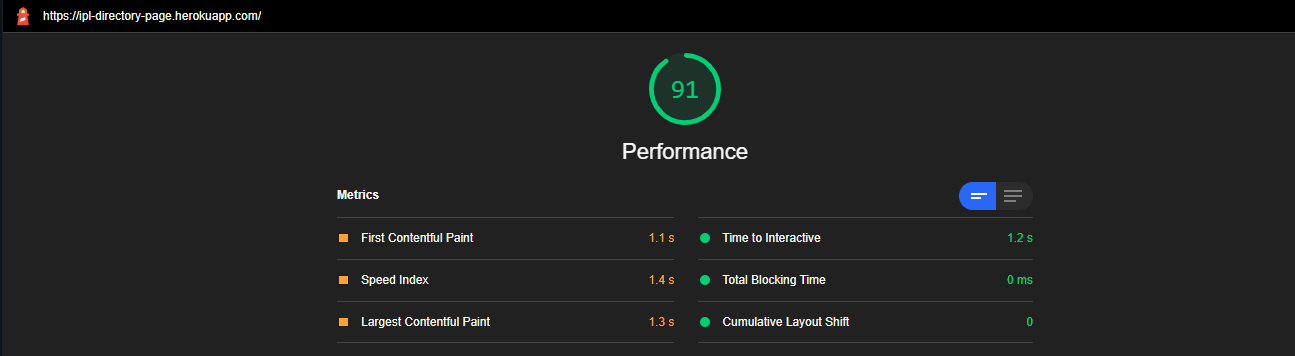 https://ipl-directory-page.herokuapp.com/
91
Performance
Metrics
First Contentful Paint 1.1 s
Time to Interactive 1.2 s
Speed Index 1.4 s
Total Blocking Time 0 ms
Largest Contentful Paint 1.3 s
Cumulative Layout Shift 0